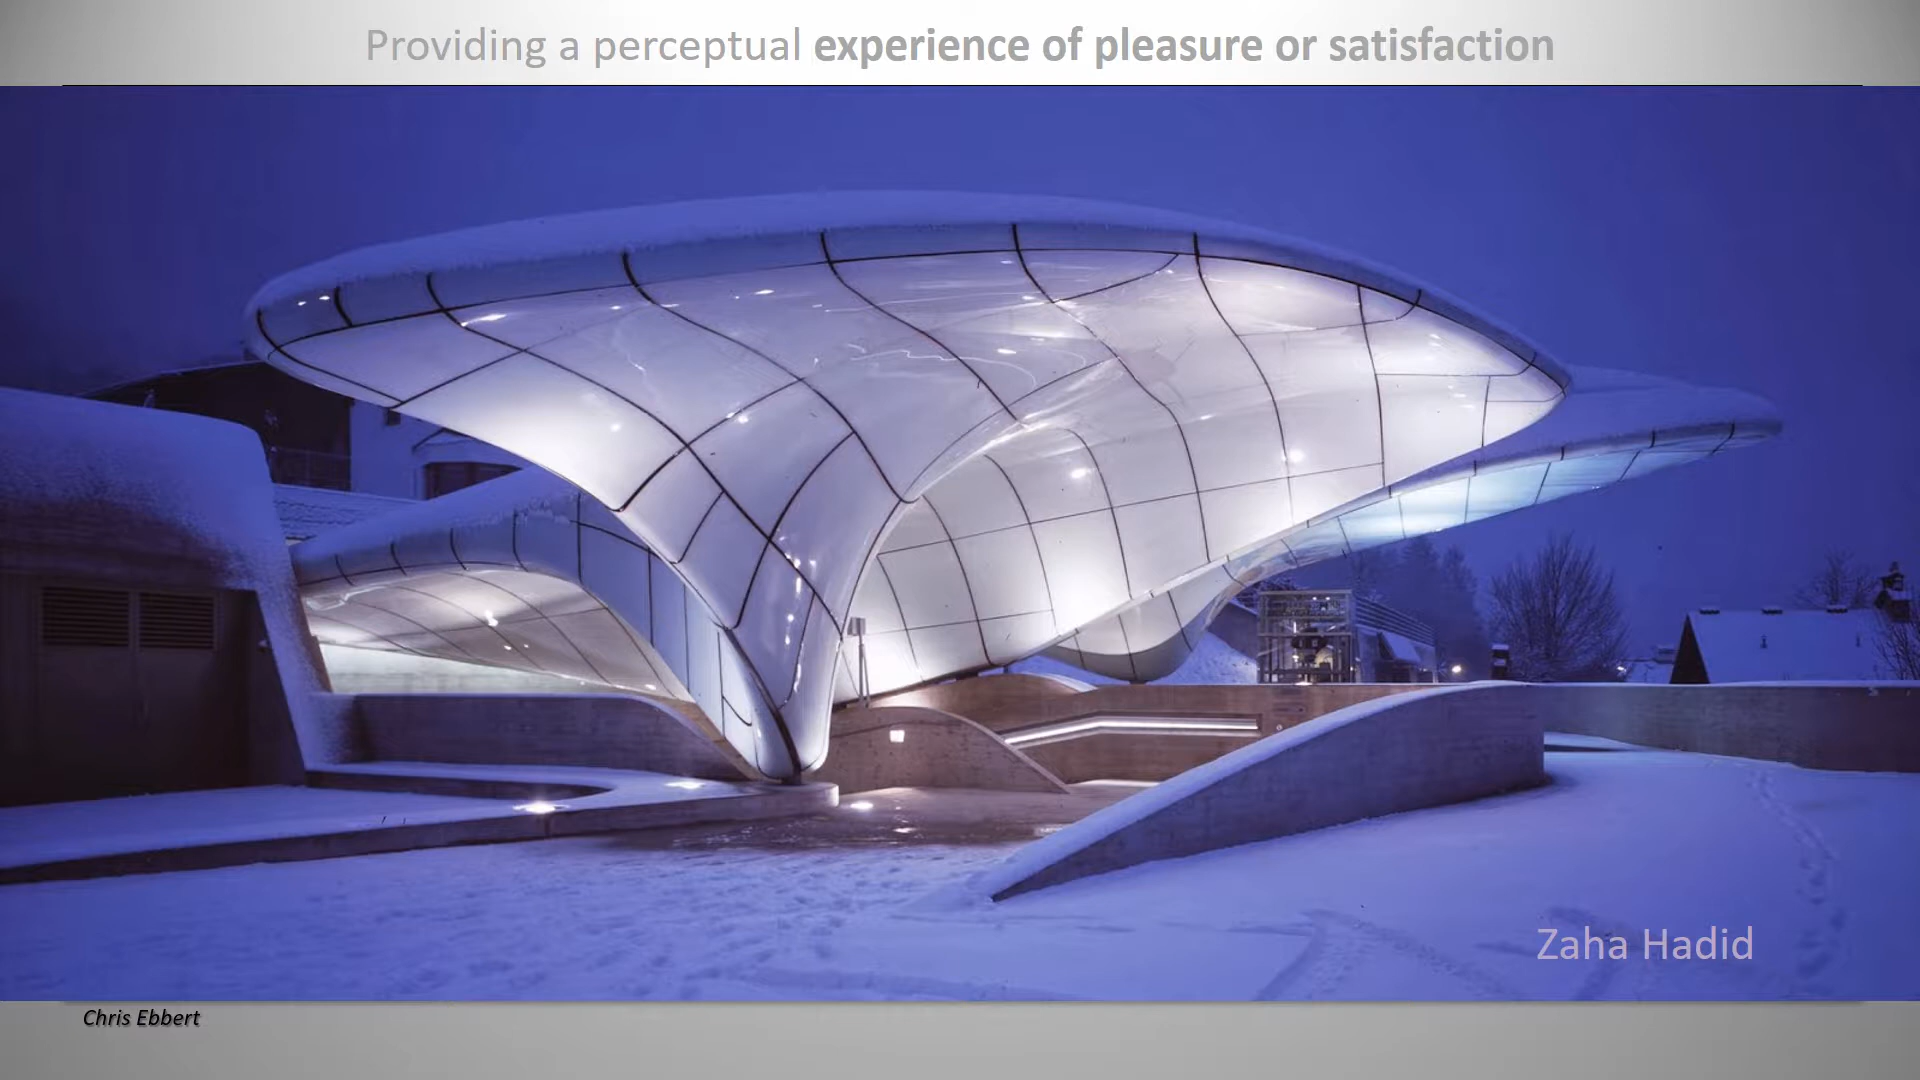 Providing a perceptual experience of pleasure or satisfaction
Zaha Hadid
Chris Ebbert